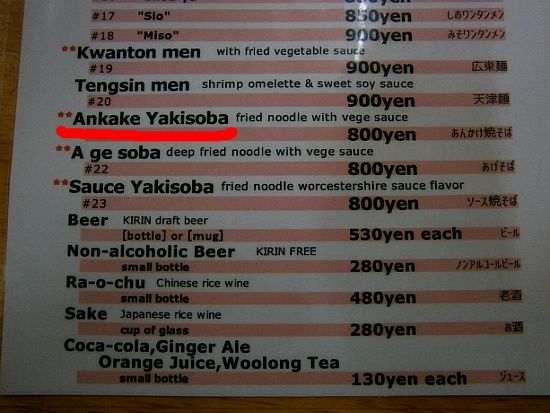 #17 "Sio" 850yen しおワンタンメン
#18 "Miso" 900yen みそワンタンメン
**Kwanton men with fried vegetable sauce
#19 900yen 広東麺
Tengsin men shrimp omelette & sweet soy sauce
#20 900yen 天津麺
**Ankake Yakisoba fried noodle with vege sauce
800yen あんかけ焼そば
**A ge soba deep fried noodle with vege sauce
#22 800yen あげそば
**Sauce Yakisoba fried noodle worcestershire sauce flavor
#23 800yen ソース焼そば
Beer KIRIN draft beer
[bottle] or [mug] 530yen each ビール
Non-alcoholic Beer KIRIN FREE
small bottle 280yen ノンアルコールビール
Ra-o-chu Chinese rice wine
small bottle 480yen 老酒
Sake Japanese rice wine
cup of glass 280yen お酒
Coca-cola,Ginger Ale
Orange Juice,Woolong Tea
small bottle 130yen each ジュース